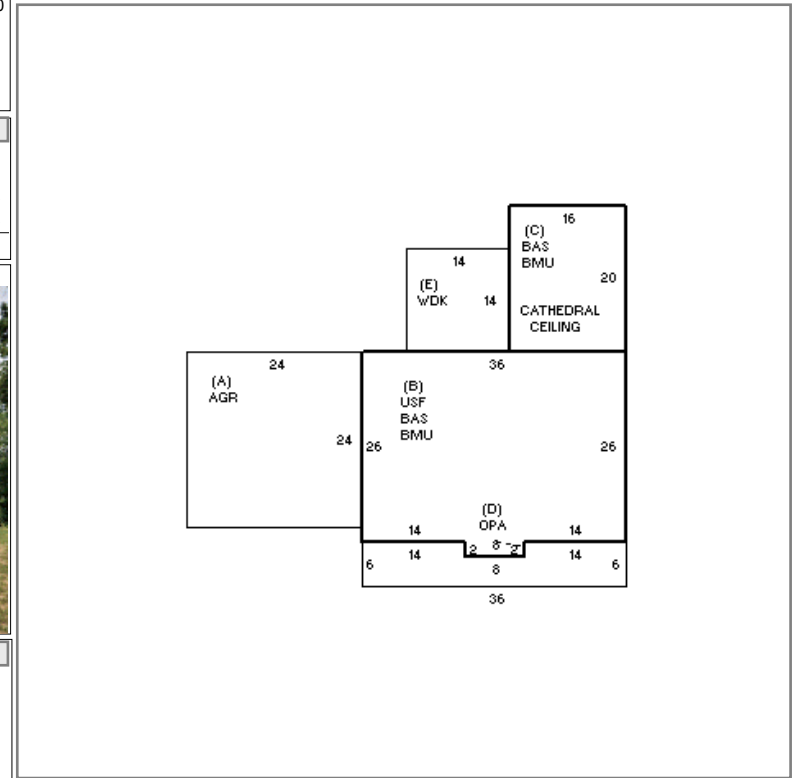 16
(C)
BAS
BMU
20
CATHEDRAL
CEILING
14
(E)
WDK
14
24
(A)
AGR
24
36
(B)
USF
BAS
BMU
26
26
(D)
OPA
14
14
2 8 2
14
14
6
8
6
36